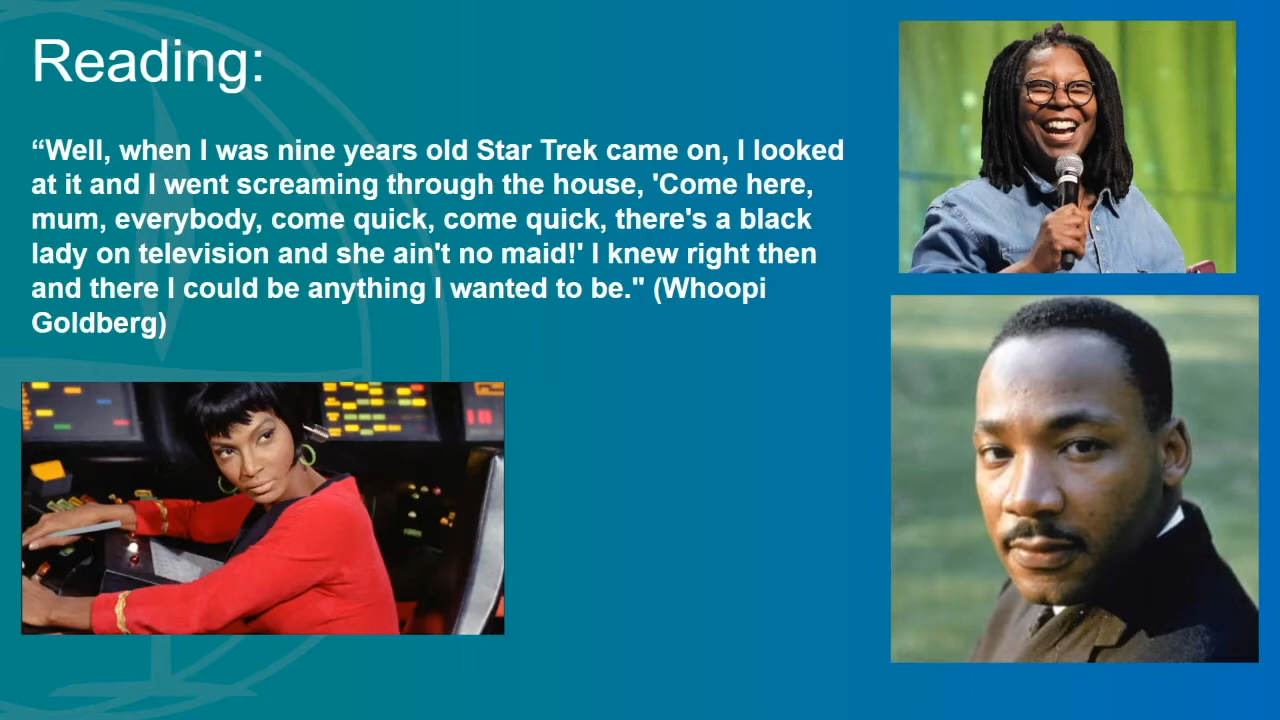 Reading:
“Well, when I was nine years old Star Trek came on, I looked
at it and I went screaming through the house, 'Come here,
mum, everybody, come quick, come quick, there's a black
lady on television and she ain't no maid!' I knew right then
and there I could be anything I wanted to be." (Whoopi
Goldberg)